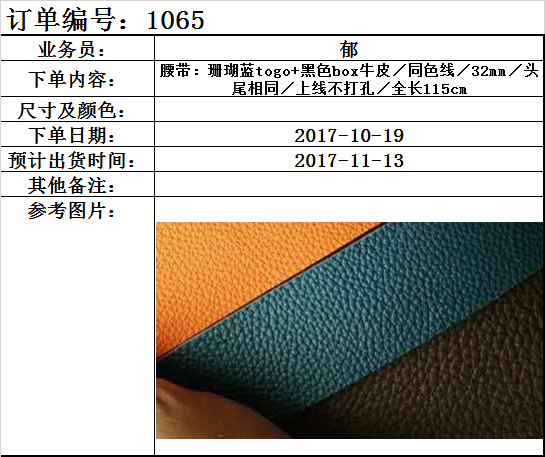 订单编号：1065
业务员： 郁
下单内容： 腰带：珊瑚蓝togo+黑色box牛皮／同色线／32mm／头
尾相同／上线不打孔／全长115cm
尺寸及颜色：
下单日期： 2017-10-19
预计出货时间： 2017-11-13
其他备注：
参考图片：